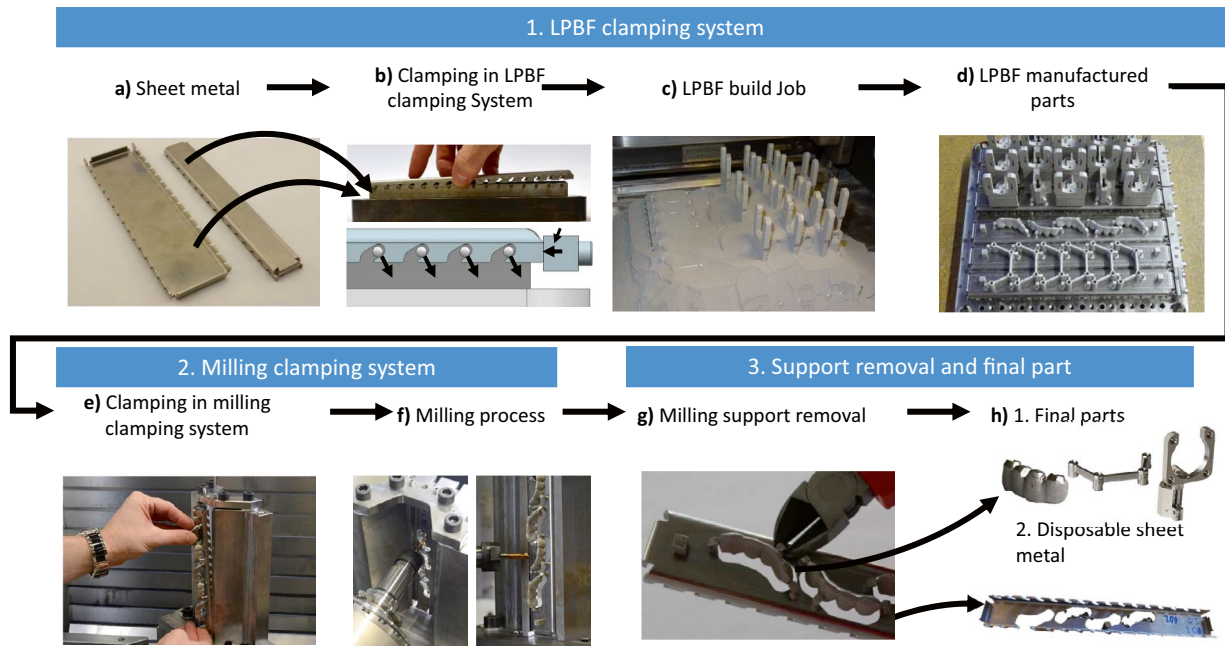 1. LPBF clamping system
a) Sheet metal
b) Clamping in LPBF
clamping System
c) LPBF build Job
d) LPBF manufactured
parts
2. Milling clamping system
3. Support removal and final part
e) Clamping in milling
clamping system
f) Milling process
g) Milling support removal
h) 1. Final parts
2. Disposable sheet
metal